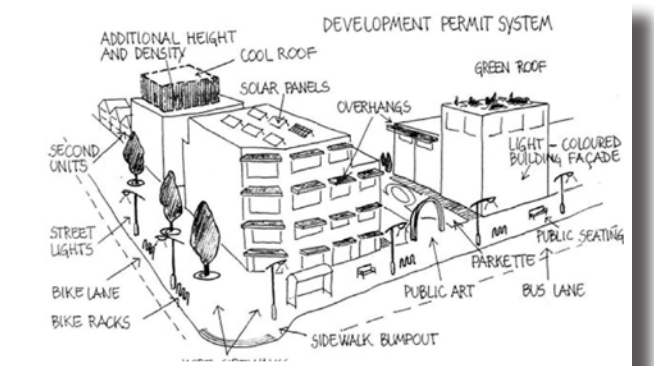 DEVELOPMENT PERMIT SYSTEM
ADDITIONAL HEIGHT
AND DENSITY
COOL ROOF
GREEN ROOF
SOLAR PANELS
OVERHANGS
LIGHT - COLOURED
BUILDING FAÇADE
SECOND
UNITS
STREET
LIGHTS
PUBLIC SEATING
PARKETTE
BIKE LANE
PUBLIC ART
BUS LANE
BIKE RACKS
SIDEWALK BUMPOUT